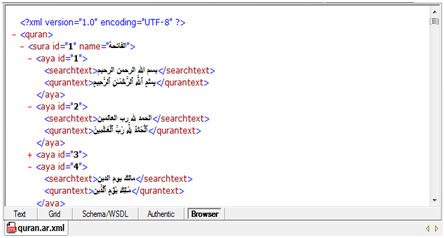 <?xml version="1.0" encoding="UTF-8" ?>
- <quran>
- <sura id="1" name="الفاتحة">
- <aya id="1">
<searchtext>بسم الله الرحمن الرحيم</searchtext>
<qurantext>بِسْمِ ٱللَّهِ ٱلرَّحْمَٰنِ ٱلرَّحِيمِ</qurantext>
</aya>
- <aya id="2">
<searchtext>الحمد لله رب العالمين</searchtext>
<qurantext>ٱلْحَمْدُ لِلَّهِ رَبِّ ٱلْعَٰلَمِينَ</qurantext>
</aya>
+ <aya id="3">
- <aya id="4">
<searchtext>مالك يوم الدين</searchtext>
<qurantext>مَٰلِكِ يَوْمِ ٱلدِّينِ</qurantext>
</aya>
Text Grid Schema/WSDL Authentic Browser
quran.ar.xml